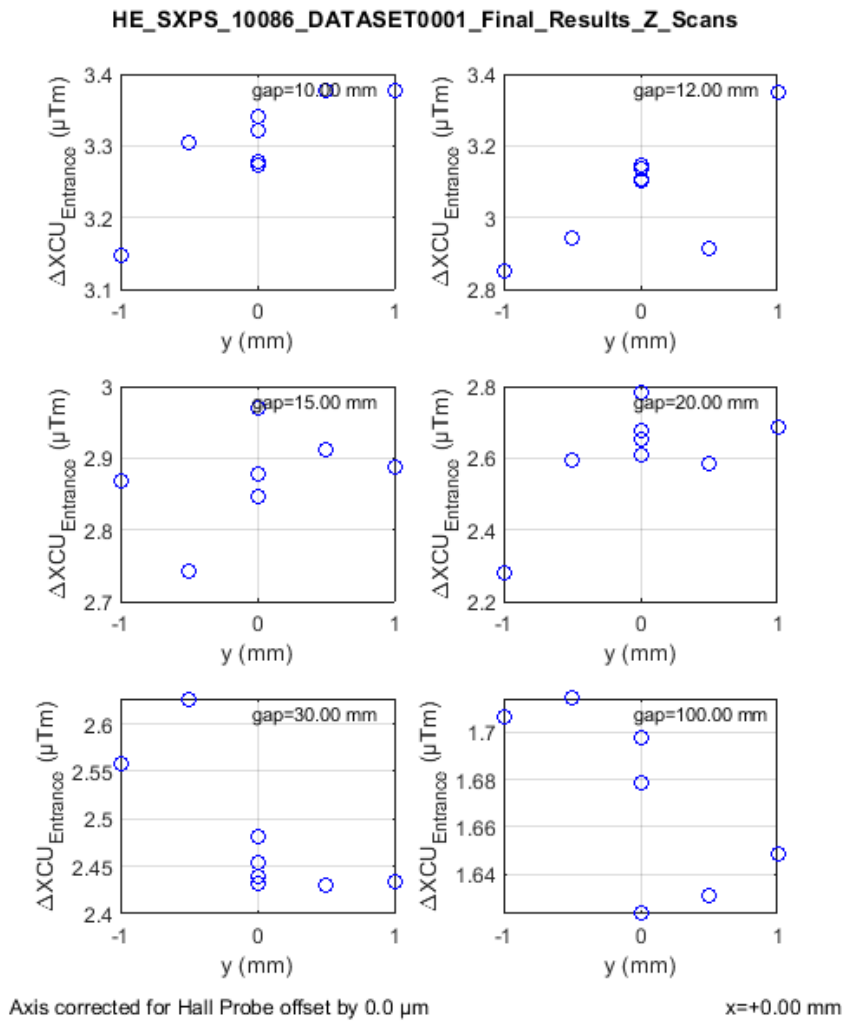 HE_SXPS_10086_DATASET0001_Final_Results_Z_Scans
gap=10.00 mm
3.4
3.3
3.2
3.1
-1 0 1
ΔXCU_Entrance (μTm)
y (mm)
gap=12.00 mm
3.4
3.2
3
2.8
-1 0 1
ΔXCU_Entrance (μTm)
y (mm)
gap=15.00 mm
3
2.9
2.8
2.7
-1 0 1
ΔXCU_Entrance (μTm)
y (mm)
gap=20.00 mm
2.8
2.6
2.4
2.2
-1 0 1
ΔXCU_Entrance (μTm)
y (mm)
gap=30.00 mm
2.6
2.55
2.5
2.45
2.4
-1 0 1
ΔXCU_Entrance (μTm)
y (mm)
gap=100.00 mm
1.7
1.68
1.66
1.64
-1 0 1
ΔXCU_Entrance (μTm)
y (mm)
Axis corrected for Hall Probe offset by 0.0 μm
x=+0.00 mm